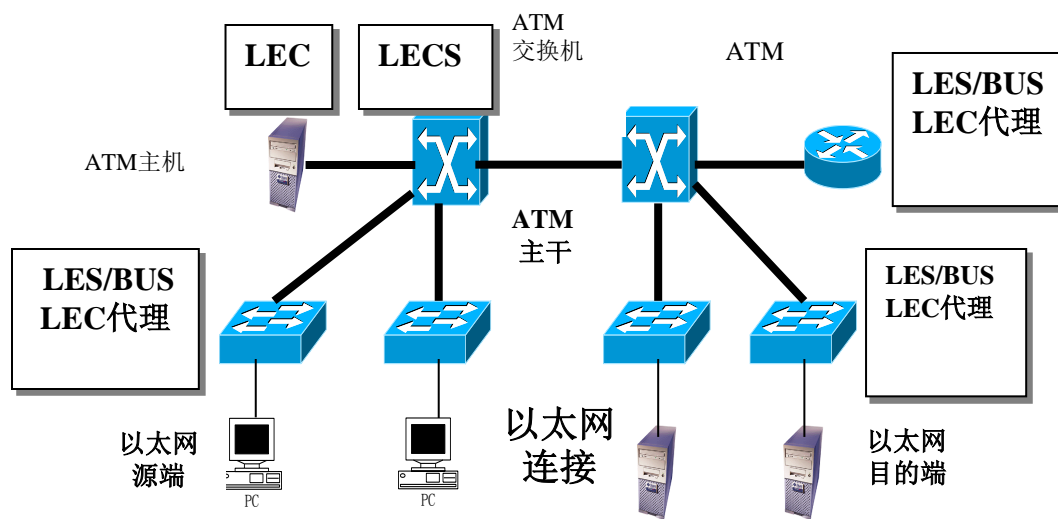 ATM
交换机
LEC
LECS
ATM
LES/BUS
LEC代理
ATM主机
ATM
主干
LES/BUS
LEC代理
LES/BUS
LEC代理
以太网
源端
以太网
连接
以太网
目的端
PC
PC